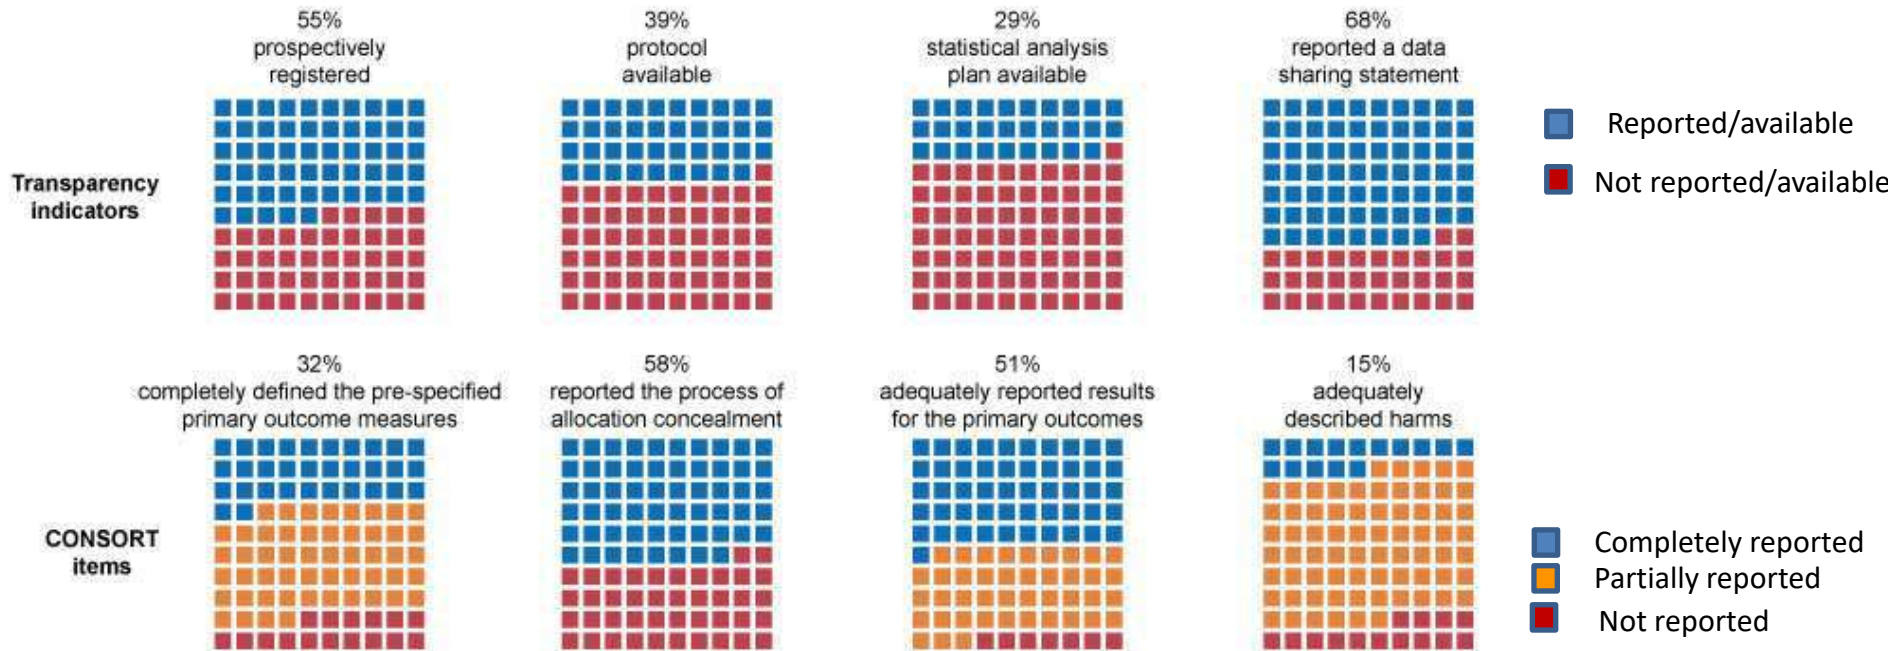 55%
prospectively
registered
39%
protocol
available
29%
statistical analysis
plan available
68%
reported a data
sharing statement
Transparency
indicators
Reported/available
Not reported/available
32%
completely defined the pre-specified
primary outcome measures
58%
reported the process of
allocation concealment
51%
adequately reported results
for the primary outcomes
15%
adequately
described harms
CONSORT
items
Completely reported
Partially reported
Not reported